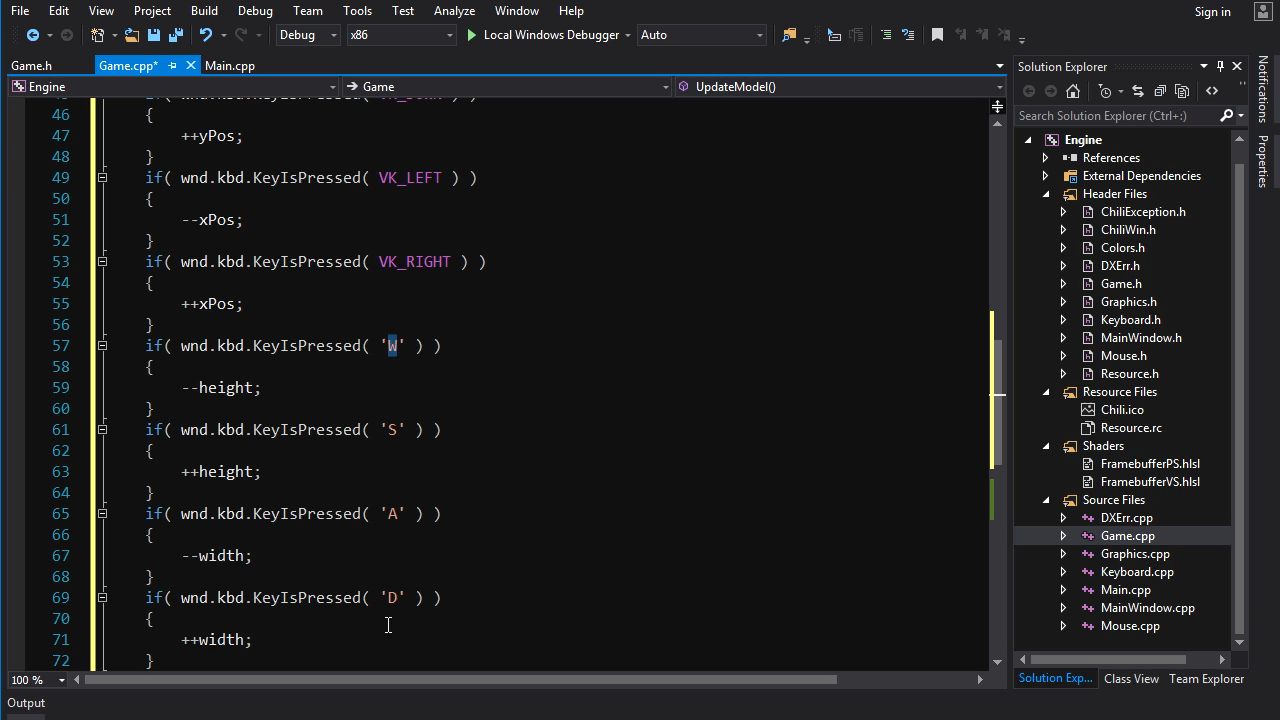 File Edit View Project Build Debug Team Tools Test Analyze Window Help Sign in
Debug x86 Local Windows Debugger Auto
Game.h Game.cpp* Main.cpp
Engine Game UpdateModel()
46 {
47 ++yPos;
48 }
49 if( wnd.kbd.KeyIsPressed( VK_LEFT ) )
50 {
51 --xPos;
52 }
53 if( wnd.kbd.KeyIsPressed( VK_RIGHT ) )
54 {
55 ++xPos;
56 }
57 if( wnd.kbd.KeyIsPressed( 'W' ) )
58 {
59 --height;
60 }
61 if( wnd.kbd.KeyIsPressed( 'S' ) )
62 {
63 ++height;
64 }
65 if( wnd.kbd.KeyIsPressed( 'A' ) )
66 {
67 --width;
68 }
69 if( wnd.kbd.KeyIsPressed( 'D' ) )
70 {
71 ++width;
72 }
100 %
Output
Solution Explorer
Search Solution Explorer (Ctrl+:)
Engine
References
External Dependencies
Header Files
ChiliException.h
ChiliWin.h
Colors.h
DXErr.h
Game.h
Graphics.h
Keyboard.h
MainWindow.h
Mouse.h
Resource.h
Resource Files
Chili.ico
Resource.rc
Shaders
FramebufferPS.hlsl
FramebufferVS.hlsl
Source Files
DXErr.cpp
Game.cpp
Graphics.cpp
Keyboard.cpp
Main.cpp
MainWindow.cpp
Mouse.cpp
Solution Exp... Class View Team Explorer
Notifications
Properties